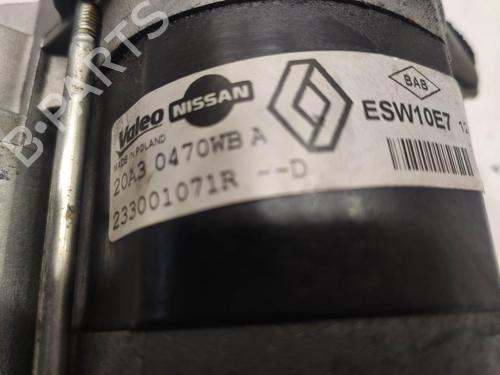 Valeo NISSAN
MADE IN POLAND
20A3 0470WB A
233001071R --D
BAB
ESW10E7 12
B-PARTS